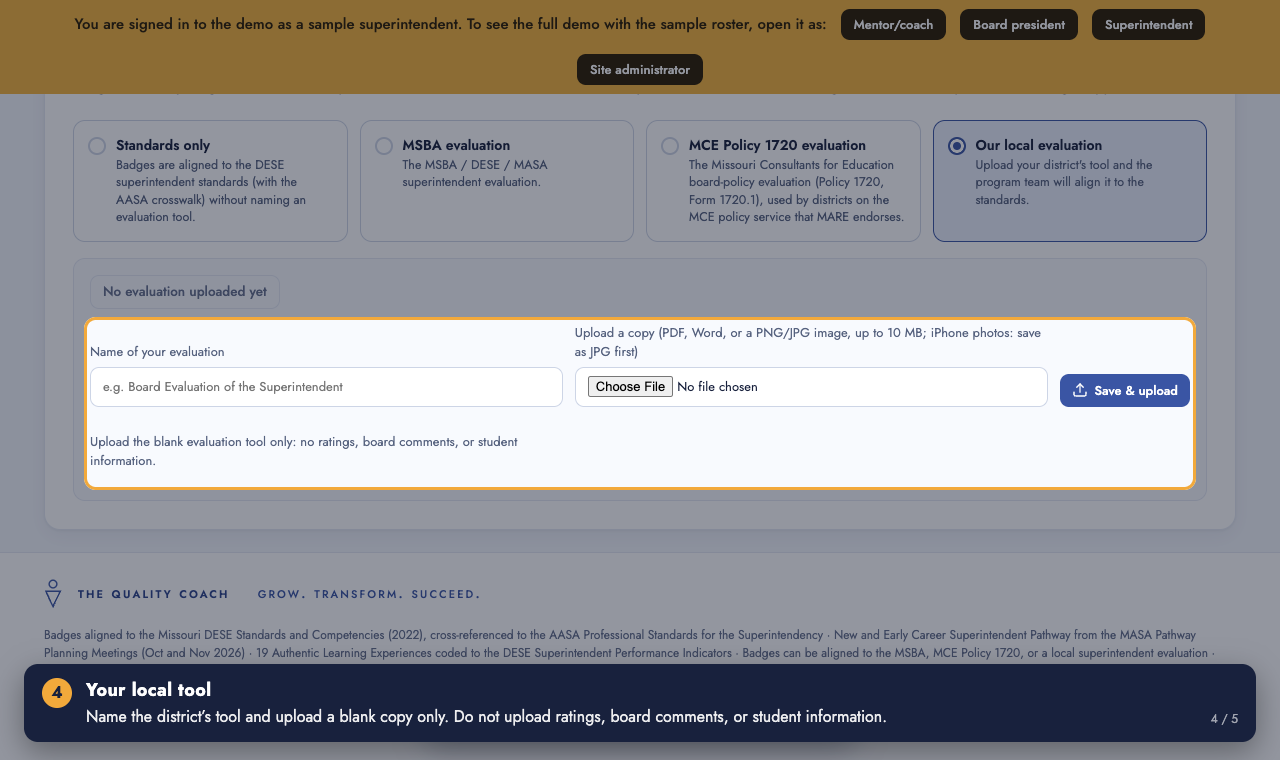 You are signed in to the demo as a sample superintendent. To see the full demo with the sample roster, open it as:
Mentor/coach
Board president
Superintendent
Site administrator
Standards only
Badges are aligned to the DESE
superintendent standards (with the
AASA crosswalk) without naming an
evaluation tool.
MSBA evaluation
The MSBA / DESE / MASA
superintendent evaluation.
MCE Policy 1720 evaluation
The Missouri Consultants for Education
board-policy evaluation (Policy 1720,
Form 1720.1), used by districts on the
MCE policy service that MARE endorses.
Our local evaluation
Upload your district's tool and the
program team will align it to the
standards.
No evaluation uploaded yet
Name of your evaluation
e.g. Board Evaluation of the Superintendent
Upload a copy (PDF, Word, or a PNG/JPG image, up to 10 MB; iPhone photos: save
as JPG first)
Choose File No file chosen
Save & upload
Upload the blank evaluation tool only: no ratings, board comments, or student
information.
THE QUALITY COACH
GROW. TRANSFORM. SUCCEED.
Badges aligned to the Missouri DESE Standards and Competencies (2022), cross-referenced to the AASA Professional Standards for the Superintendency · New and Early Career Superintendent Pathway from the MASA Pathway
Planning Meetings (Oct and Nov 2026) · 19 Authentic Learning Experiences coded to the DESE Superintendent Performance Indicators · Badges can be aligned to the MSBA, MCE Policy 1720, or a local superintendent evaluation ·
4
Your local tool
Name the district's tool and upload a blank copy only. Do not upload ratings, board comments, or student information.
4 / 5